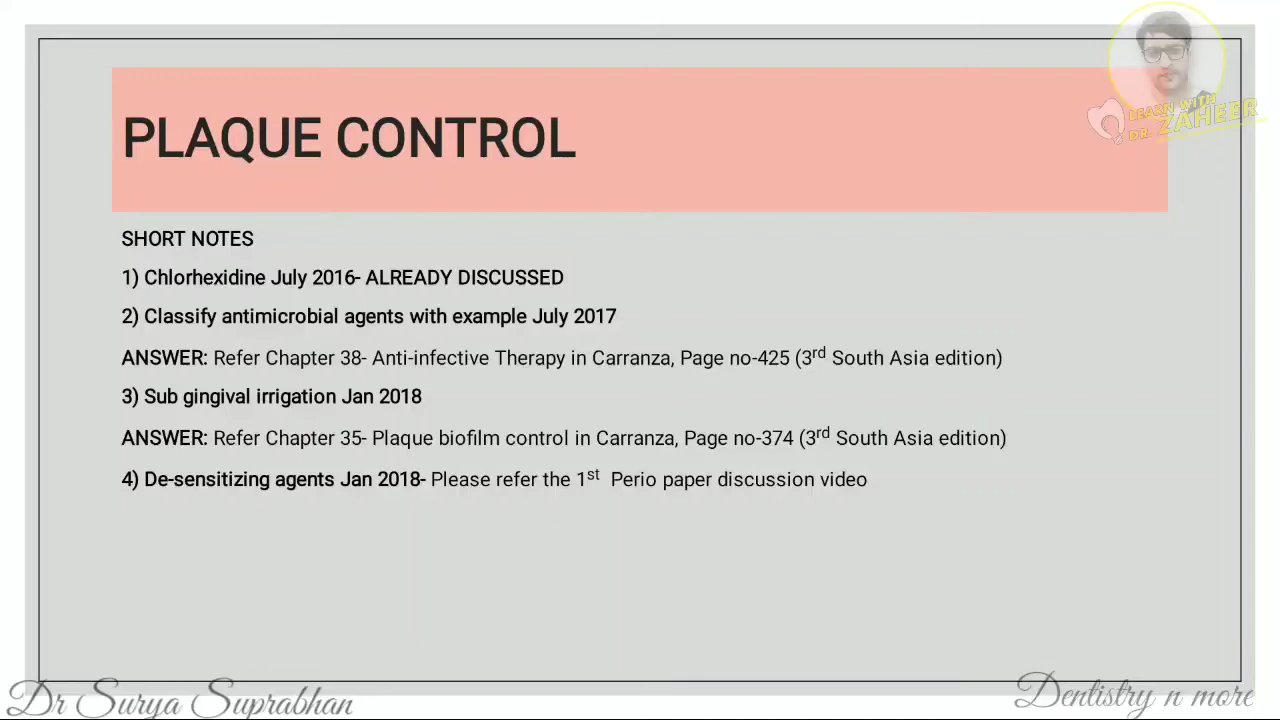 LEARN WITH
DR. ZAHEER
PLAQUE CONTROL
SHORT NOTES
1) Chlorhexidine July 2016- ALREADY DISCUSSED
2) Classify antimicrobial agents with example July 2017
ANSWER: Refer Chapter 38- Anti-infective Therapy in Carranza, Page no-425 (3rd South Asia edition)
3) Sub gingival irrigation Jan 2018
ANSWER: Refer Chapter 35- Plaque biofilm control in Carranza, Page no-374 (3rd South Asia edition)
4) De-sensitizing agents Jan 2018- Please refer the 1st Perio paper discussion video
Dr Surya Suprabhan
Dentistry n more